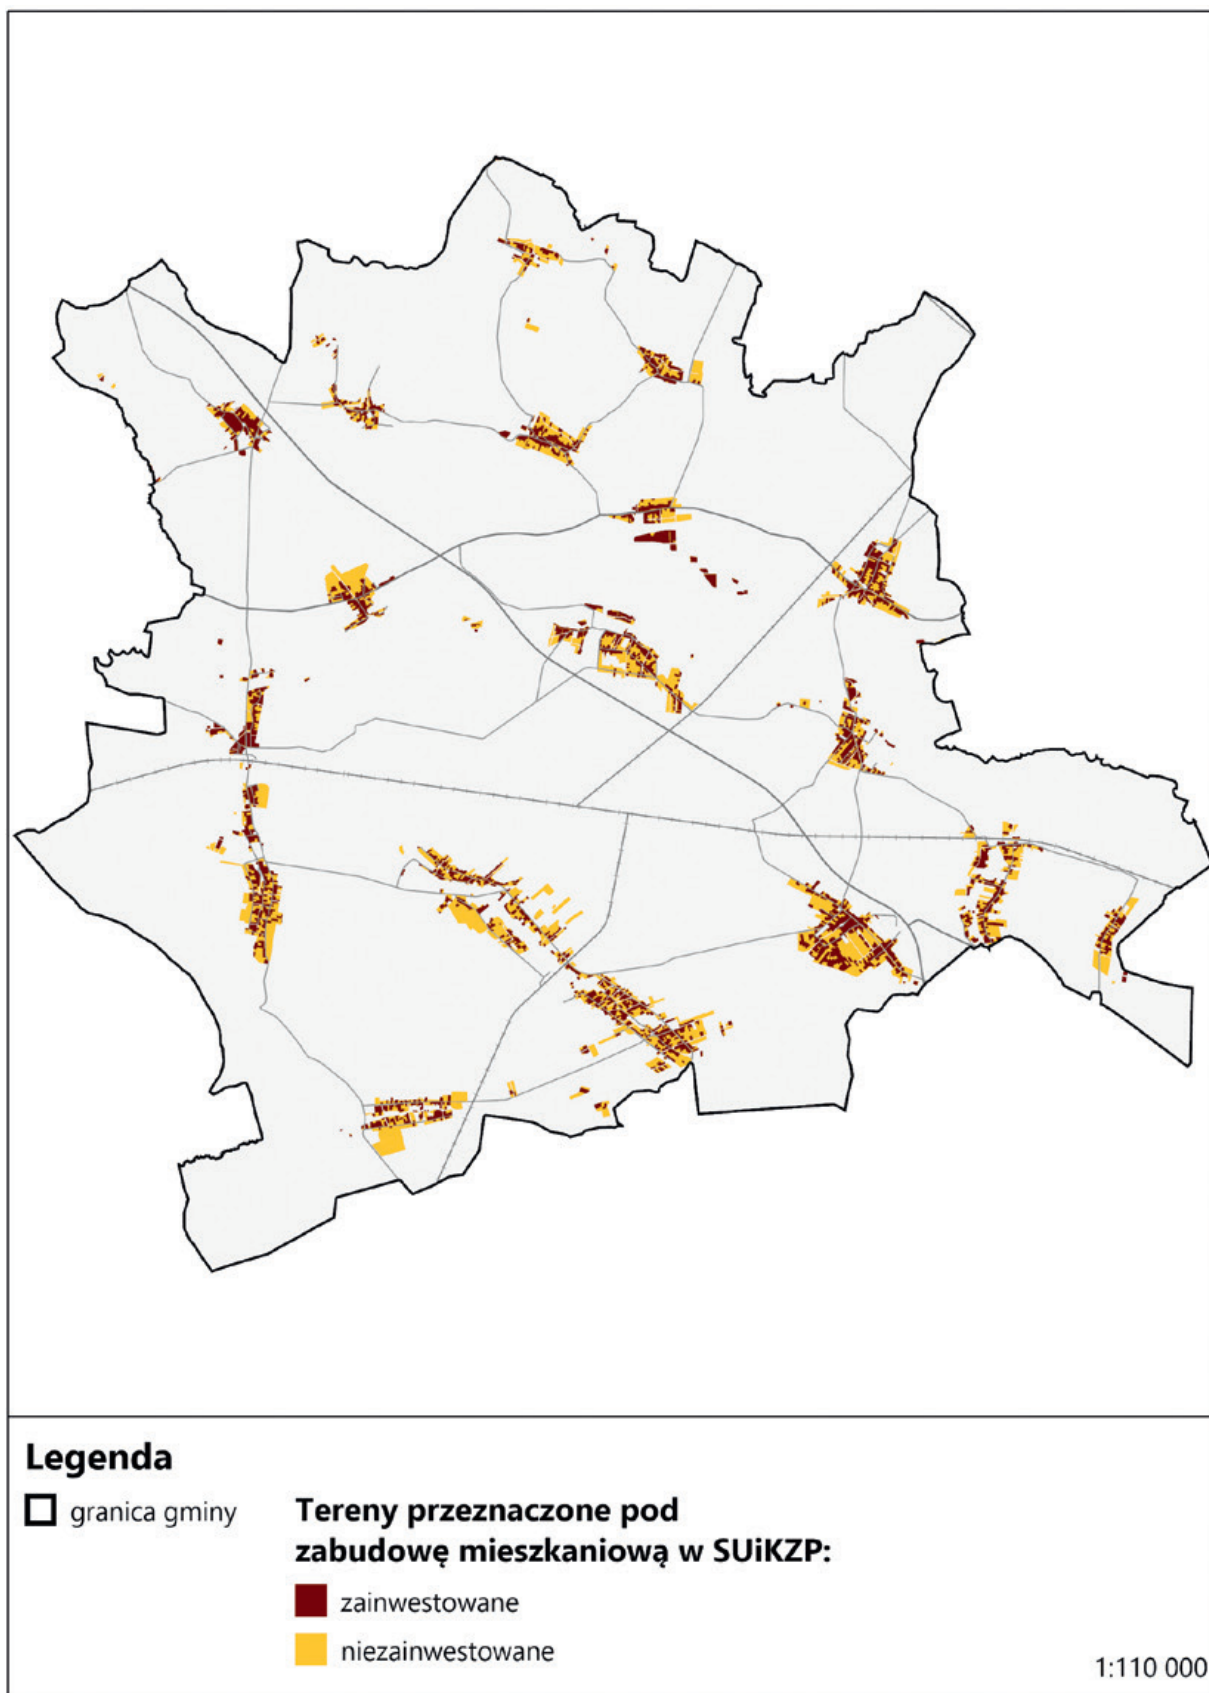 Legenda
granica gminy
Tereny przeznaczone pod
zabudowę mieszkaniową w SUiKZP:
zainwestowane
niezainwestowane
1:110 000